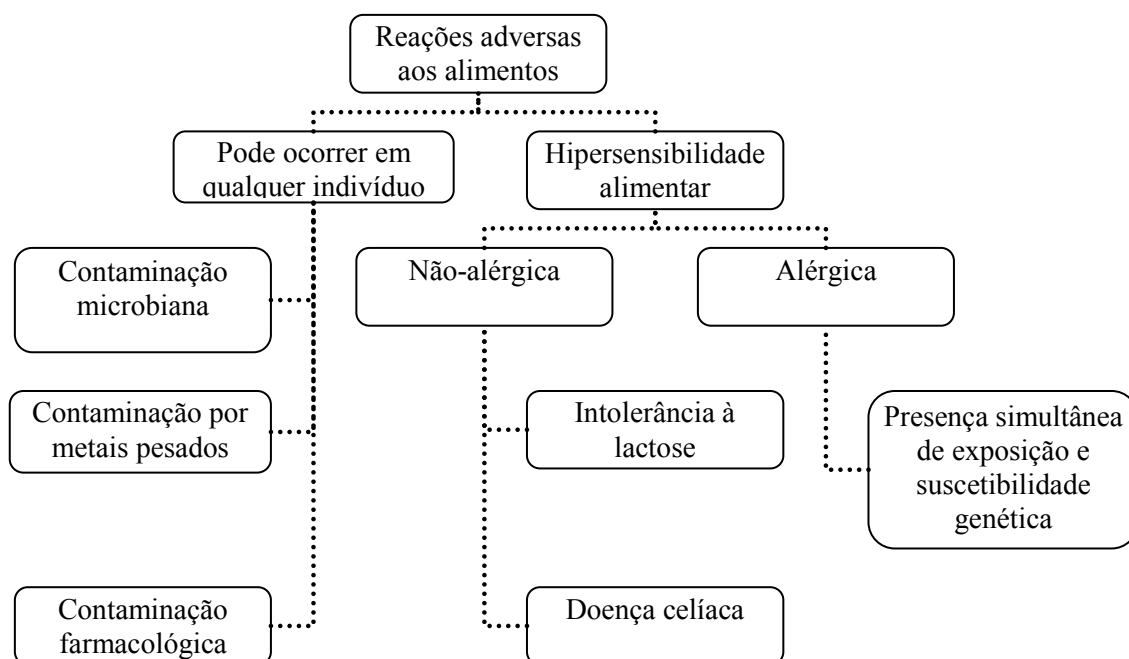 Reações adversas
aos alimentos
Pode ocorrer em
qualquer indivíduo
Hipersensibilidade
alimentar
Contaminação
microbiana
Não-alérgica
Alérgica
Contaminação por
metais pesados
Intolerância à
lactose
Presença simultânea
de exposição e
suscetibilidade
genética
Contaminação
farmacológica
Doença celíaca